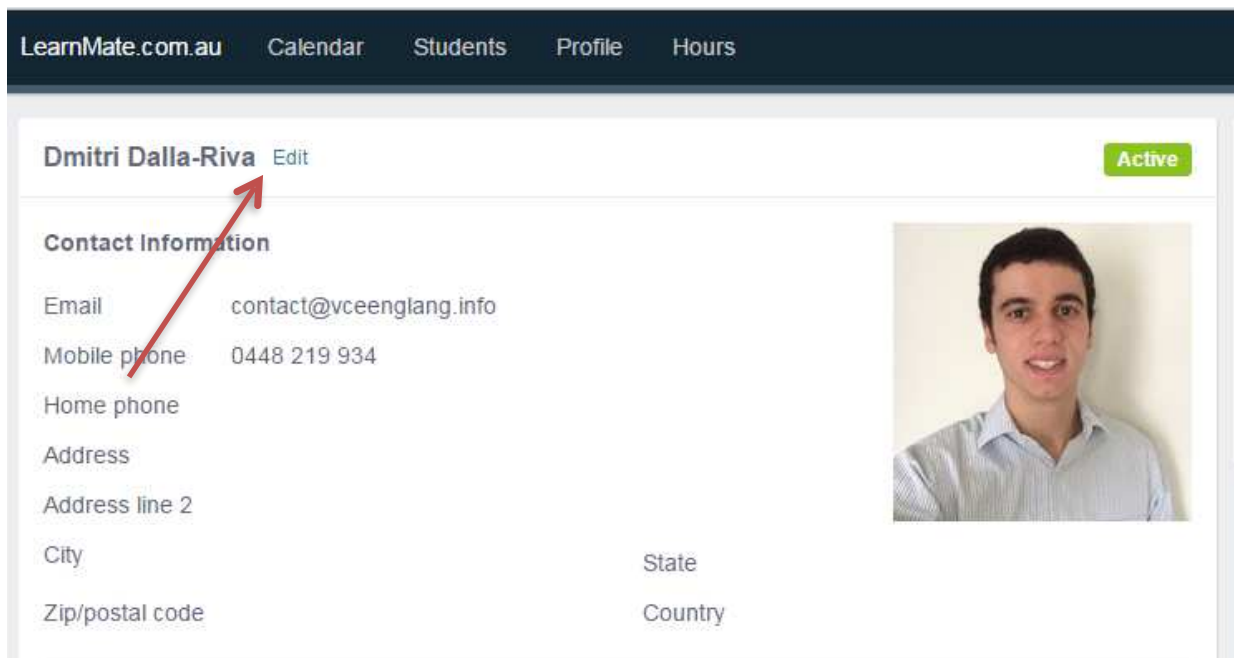 LearnMate.com.au Calendar Students Profile Hours
Dmitri Dalla-Riva Edit Active
Contact Information
Email contact@vceenglang.info
Mobile phone 0448 219 934
Home phone
Address
Address line 2
City State
Zip/postal code Country